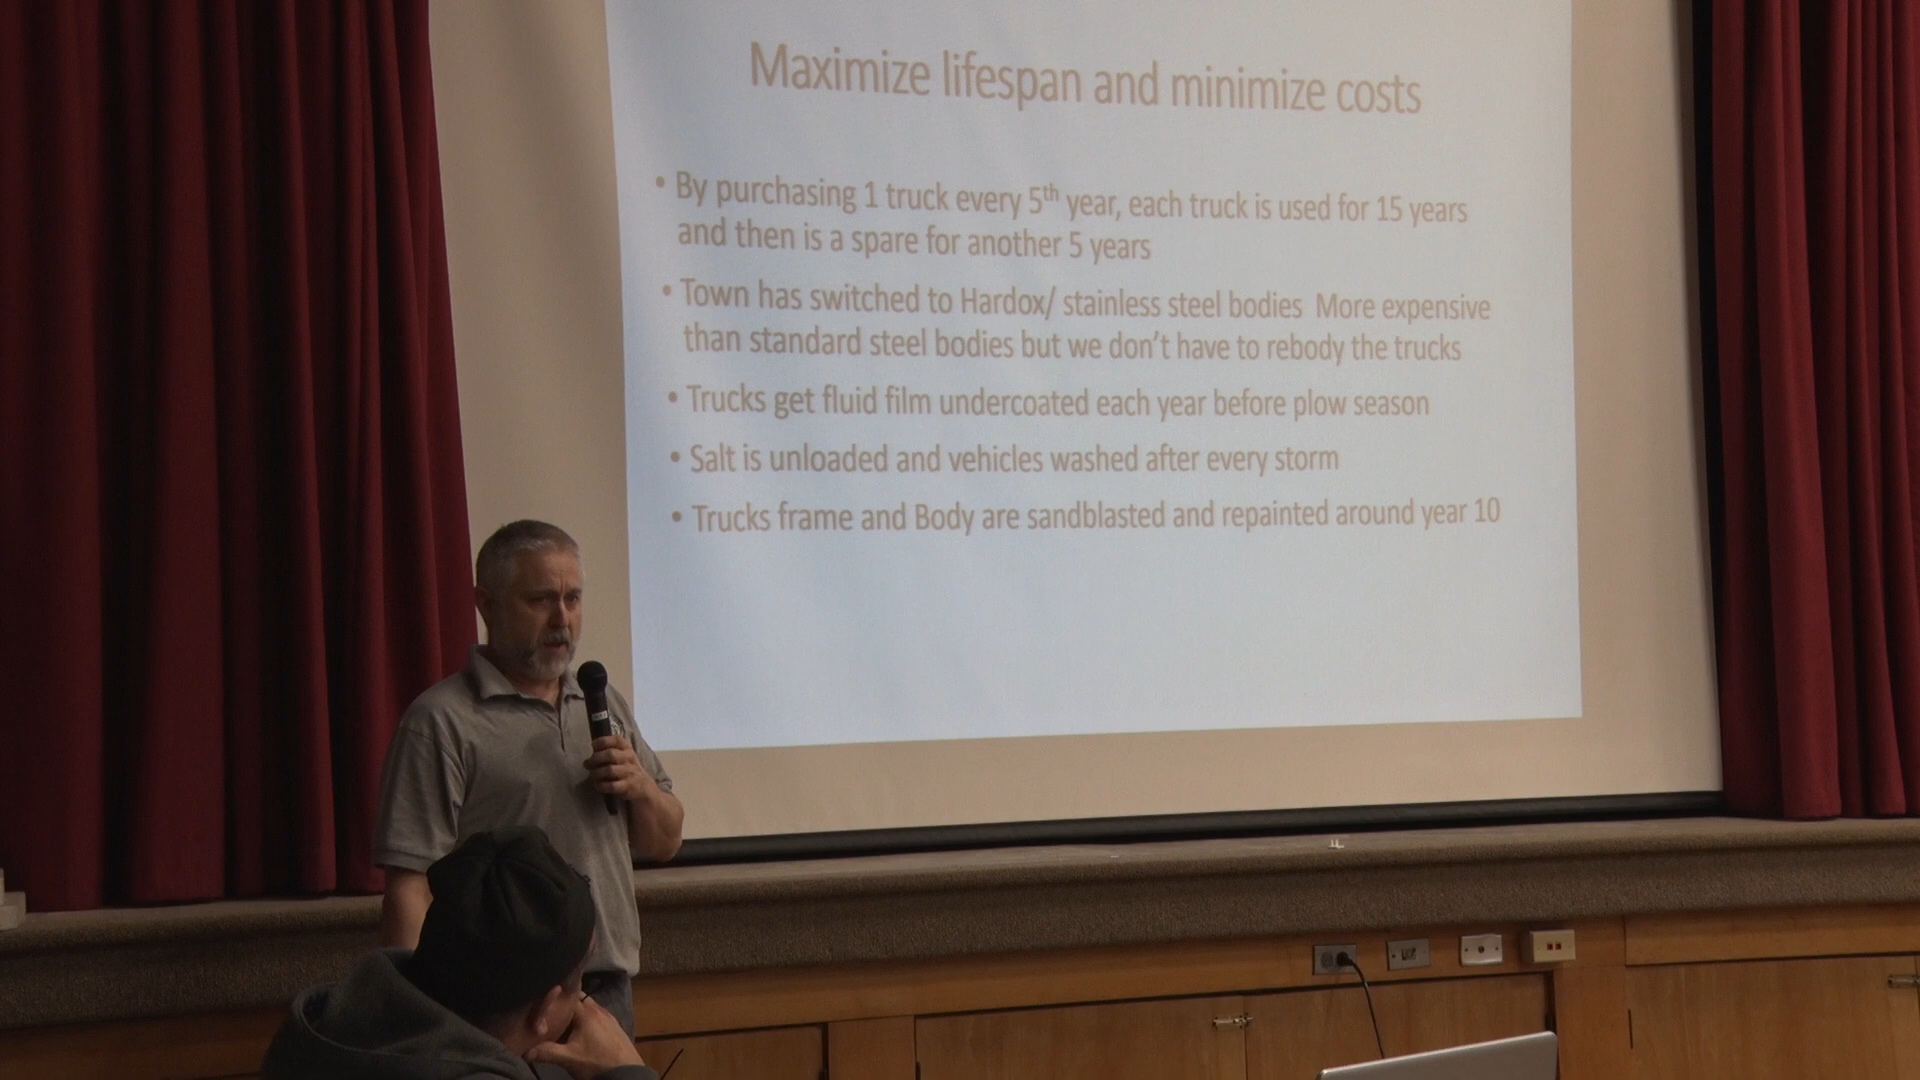 Maximize lifespan and minimize costs
• By purchasing 1 truck every 5th year, each truck is used for 15 years
and then is a spare for another 5 years
• Town has switched to Hardox/ stainless steel bodies  More expensive
than standard steel bodies but we don't have to rebody the trucks
• Trucks get fluid film undercoated each year before plow season
• Salt is unloaded and vehicles washed after every storm
• Trucks frame and Body are sandblasted and repainted around year 10